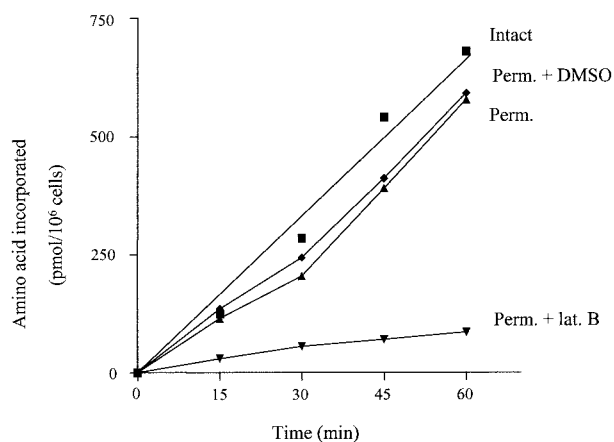 750
500
250
0
0
15
30
45
60
Amino acid incorporated
(pmol/10⁶ cells)
Time (min)
Intact
Perm. + DMSO
Perm.
Perm. + lat. B